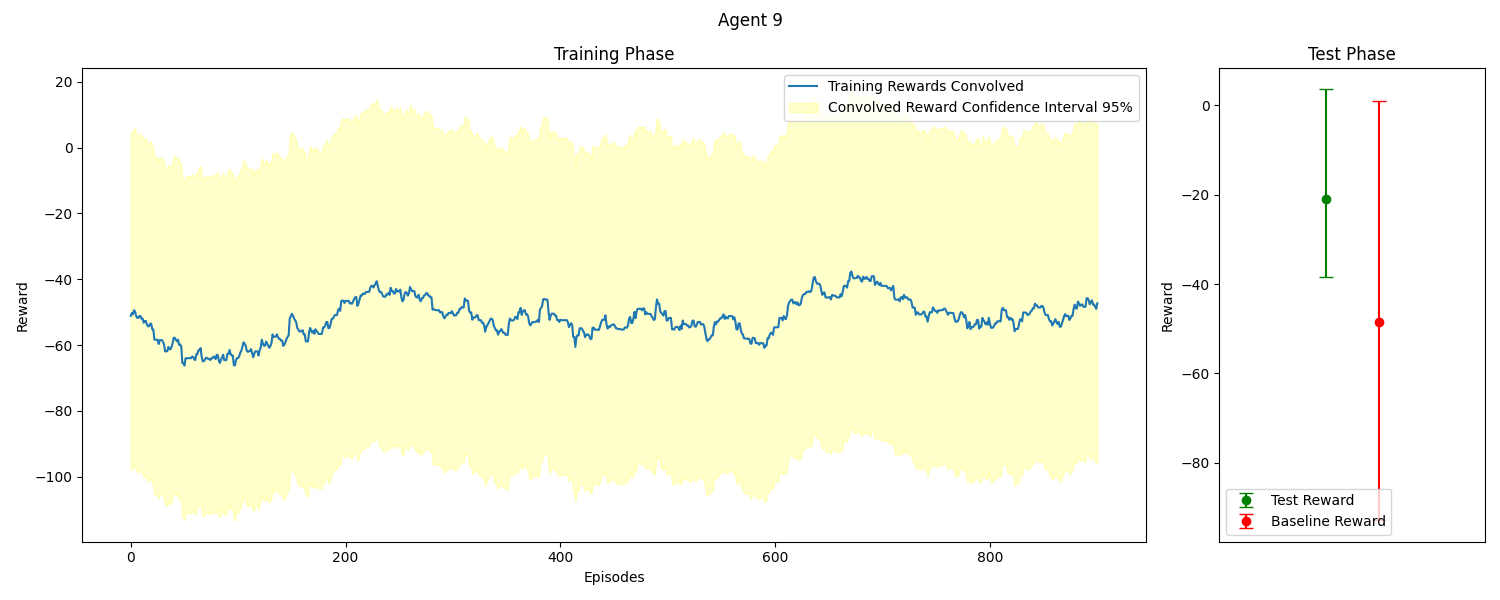 Agent 9
Training Phase
Training Rewards Convolved
Convolved Reward Confidence Interval 95%
20
0
−20
−40
−60
−80
−100
Reward
0
200
400
600
800
Episodes
Test Phase
0
−20
−40
−60
−80
Reward
Test Reward
Baseline Reward